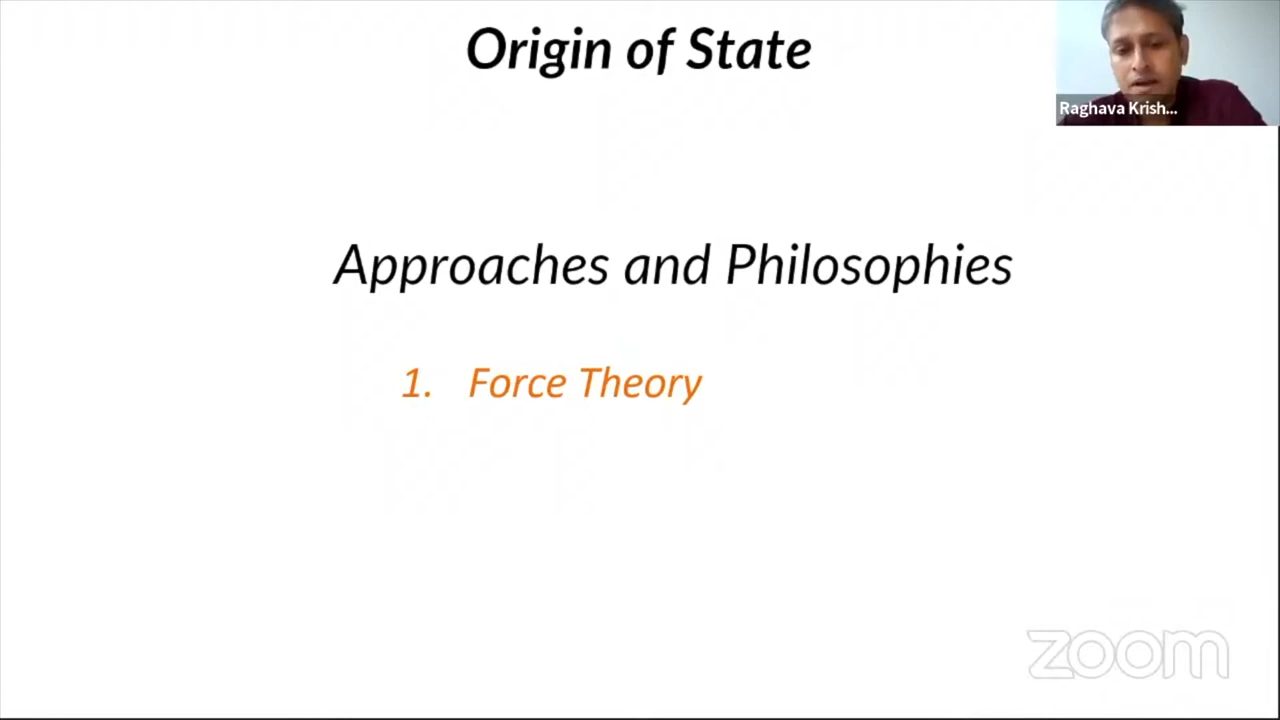 Origin of State
Raghava Krish...
Approaches and Philosophies
1. Force Theory
zoom